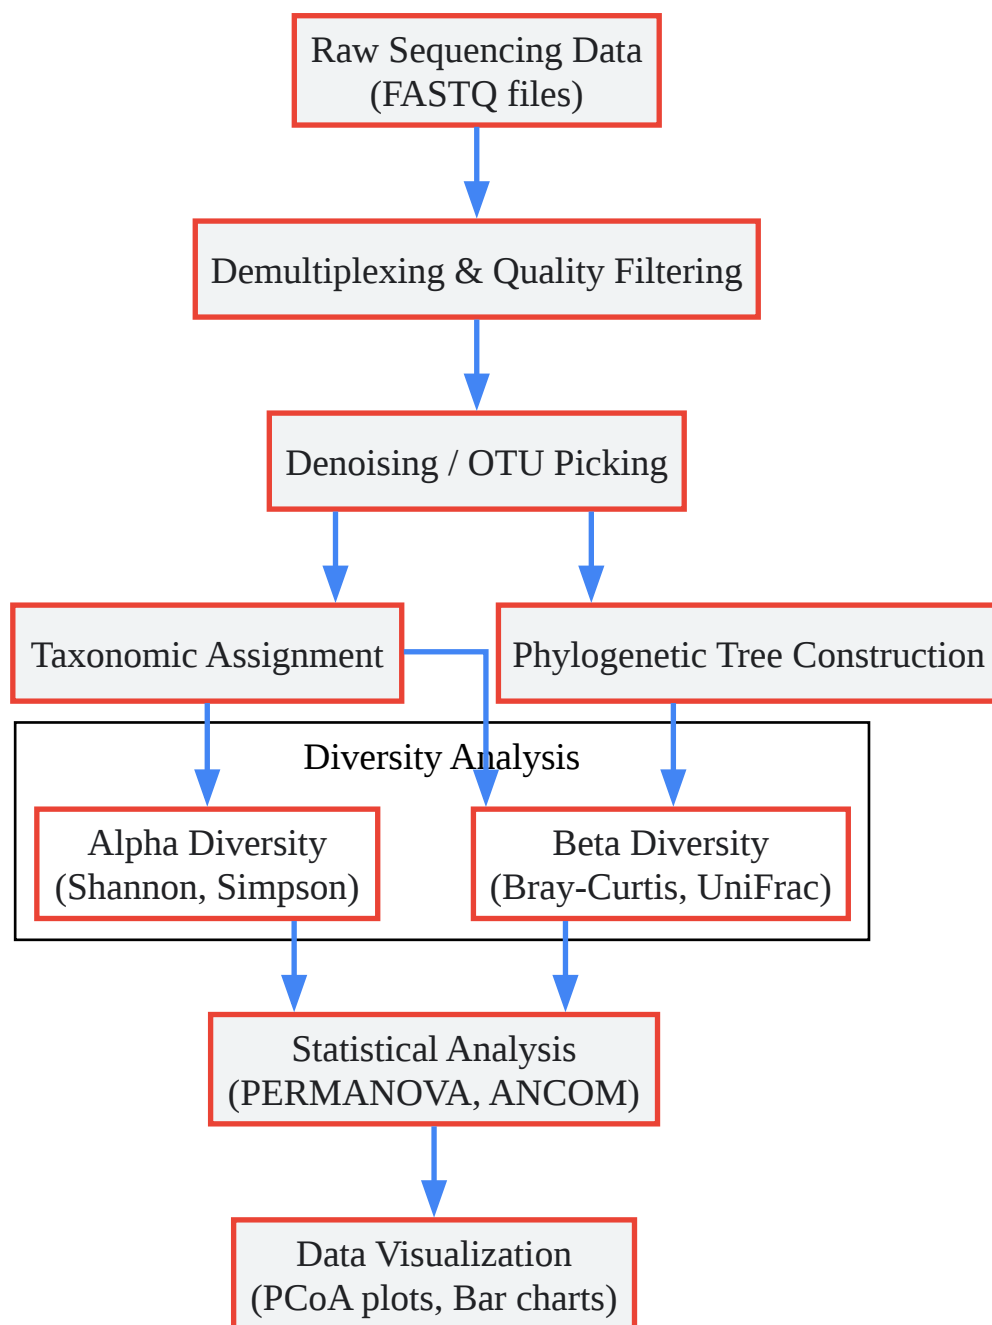 Raw Sequencing Data
(FASTQ files)
Demultiplexing & Quality Filtering
Denoising / OTU Picking
Taxonomic Assignment
Phylogenetic Tree Construction
Diversity Analysis
Alpha Diversity
(Shannon, Simpson)
Beta Diversity
(Bray-Curtis, UniFrac)
Statistical Analysis
(PERMANOVA, ANCOM)
Data Visualization
(PCoA plots, Bar charts)